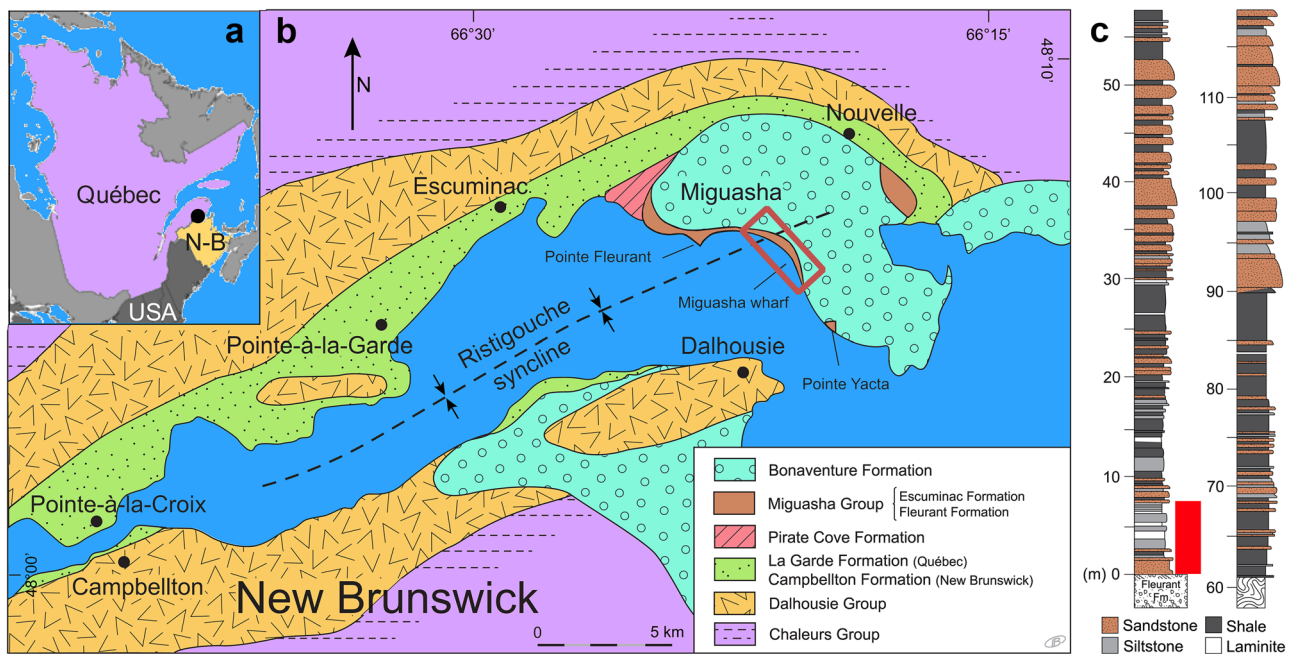 a
Québec
N-B
USA
b
66°30'
66°15'
48°10'
N
Nouvelle
Escuminac
Miguasha
Pointe Fleurant
Miguasha wharf
Pointe-à-la-Garde
Ristigouche
syncline
Dalhousie
Pointe Yacta
Pointe-à-la-Croix
Campbellton
48°00'
New Brunswick
0 5 km
Bonaventure Formation
Miguasha Group
Escuminac Formation
Fleurant Formation
Pirate Cove Formation
La Garde Formation (Québec)
Campbellton Formation (New Brunswick)
Dalhousie Group
Chaleurs Group
c
50
40
30
20
10
(m) 0
Fleurant
Fm
110
100
90
80
70
60
Sandstone
Shale
Siltstone
Laminite